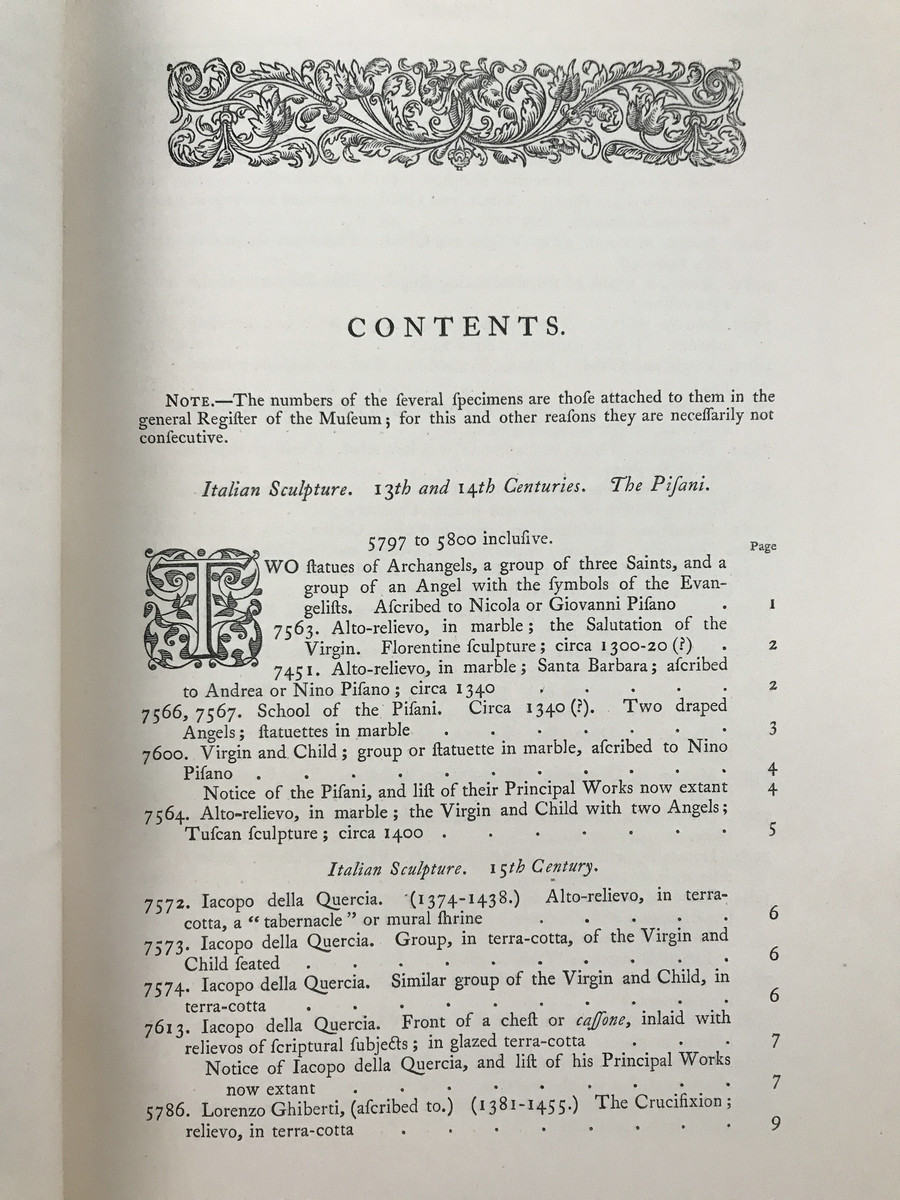 CONTENTS.
NOTE.—The numbers of the ſeveral ſpecimens are thoſe attached to them in the
general Regiſter of the Muſeum; for this and other reaſons they are neceſſarily not
conſecutive.
Italian Sculpture. 13th and 14th Centuries. The Piſani.
5797 to 5800 incluſive.
Page
TWO ſtatues of Archangels, a group of three Saints, and a
group of an Angel with the ſymbols of the Evan-
geliſts. Aſcribed to Nicola or Giovanni Piſano . 1
7563. Alto-relievo, in marble; the Salutation of the
Virgin. Florentine ſculpture; circa 1300-20 (?) . 2
7451. Alto-relievo, in marble; Santa Barbara; aſcribed
to Andrea or Nino Piſano; circa 1340 . . . . . 2
7566, 7567. School of the Piſani. Circa 1340 (?). Two draped
Angels; ſtatuettes in marble . . . . . . . 3
7600. Virgin and Child; group or ſtatuette in marble, aſcribed to Nino
Piſano . . . . . . . . . . . 4
Notice of the Piſani, and liſt of their Principal Works now extant 4
7564. Alto-relievo, in marble; the Virgin and Child with two Angels;
Tuſcan ſculpture; circa 1400 . . . . . . . 5
Italian Sculpture. 15th Century.
7572. Iacopo della Quercia. (1374-1438.) Alto-relievo, in terra-
cotta, a “tabernacle” or mural ſhrine . . . . . 6
7573. Iacopo della Quercia. Group, in terra-cotta, of the Virgin and
Child ſeated . . . . . . . . . . 6
7574. Iacopo della Quercia. Similar group of the Virgin and Child, in
terra-cotta . . . . . . . . . . 6
7613. Iacopo della Quercia. Front of a cheſt or caſſone, inlaid with
relievos of ſcriptural ſubjects; in glazed terra-cotta . . . 7
Notice of Iacopo della Quercia, and liſt of his Principal Works
now extant . . . . . . . . . 7
5786. Lorenzo Ghiberti, (aſcribed to.) (1381-1455.) The Crucifixion;
relievo, in terra-cotta . . . . . . . . 9